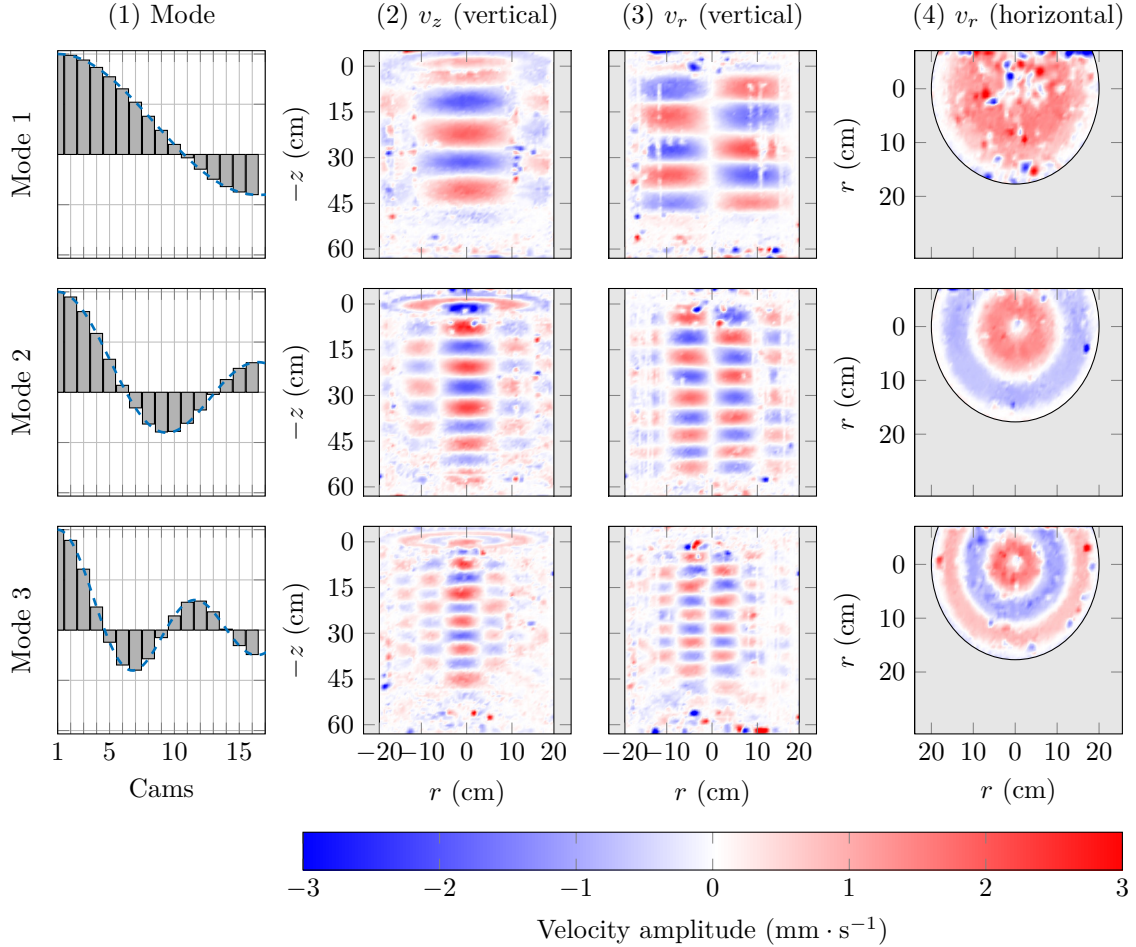 (1) Mode (2) v_z (vertical) (3) v_r (vertical) (4) v_r (horizontal)
Mode 1
−z (cm)
0
15
30
45
60
r (cm)
0
10
20
Mode 2
−z (cm)
0
15
30
45
60
r (cm)
0
10
20
Mode 3
−z (cm)
0
15
30
45
60
r (cm)
0
10
20
1 5 10 15 −20 −10 0 10 20 −20 −10 0 10 20 20 10 0 10 20
Cams r (cm) r (cm) r (cm)
−3 −2 −1 0 1 2 3
Velocity amplitude (mm · s⁻¹)